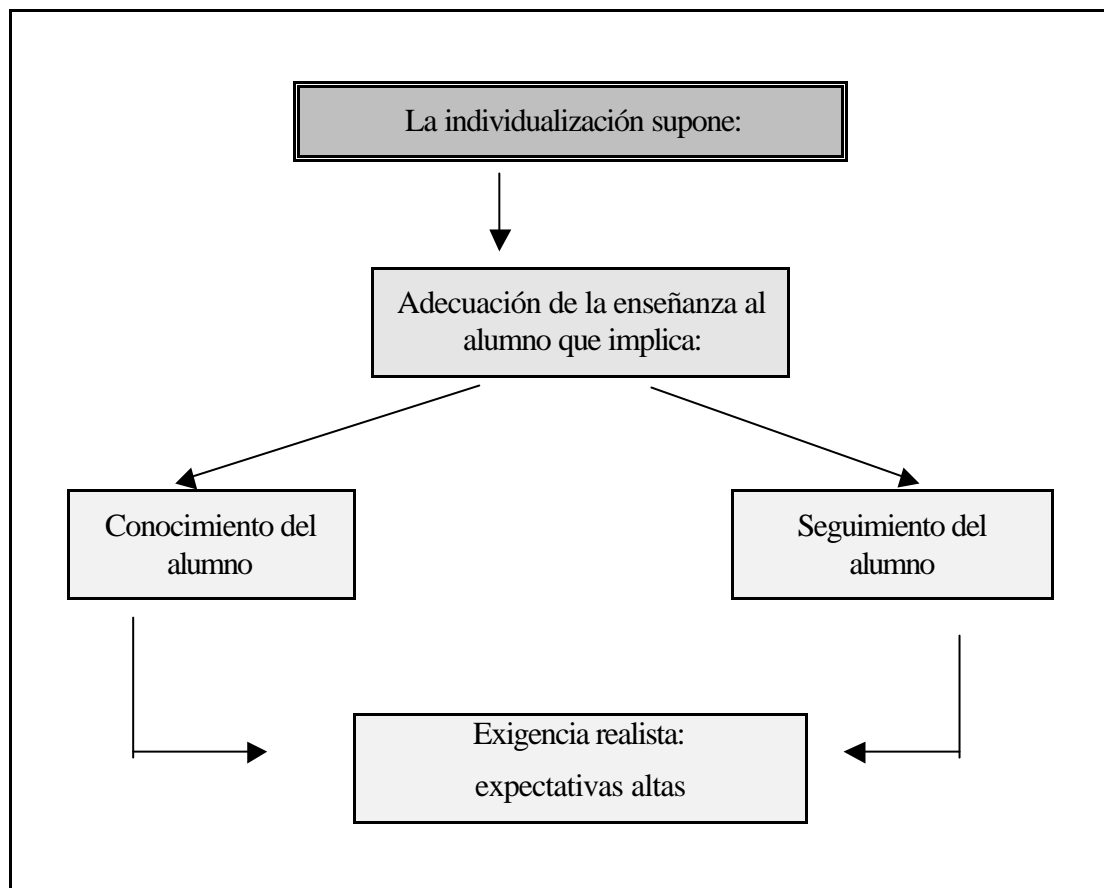 La individualización supone:
Adecuación de la enseñanza al
alumno que implica:
Conocimiento del
alumno
Seguimiento del
alumno
Exigencia realista:
expectativas altas